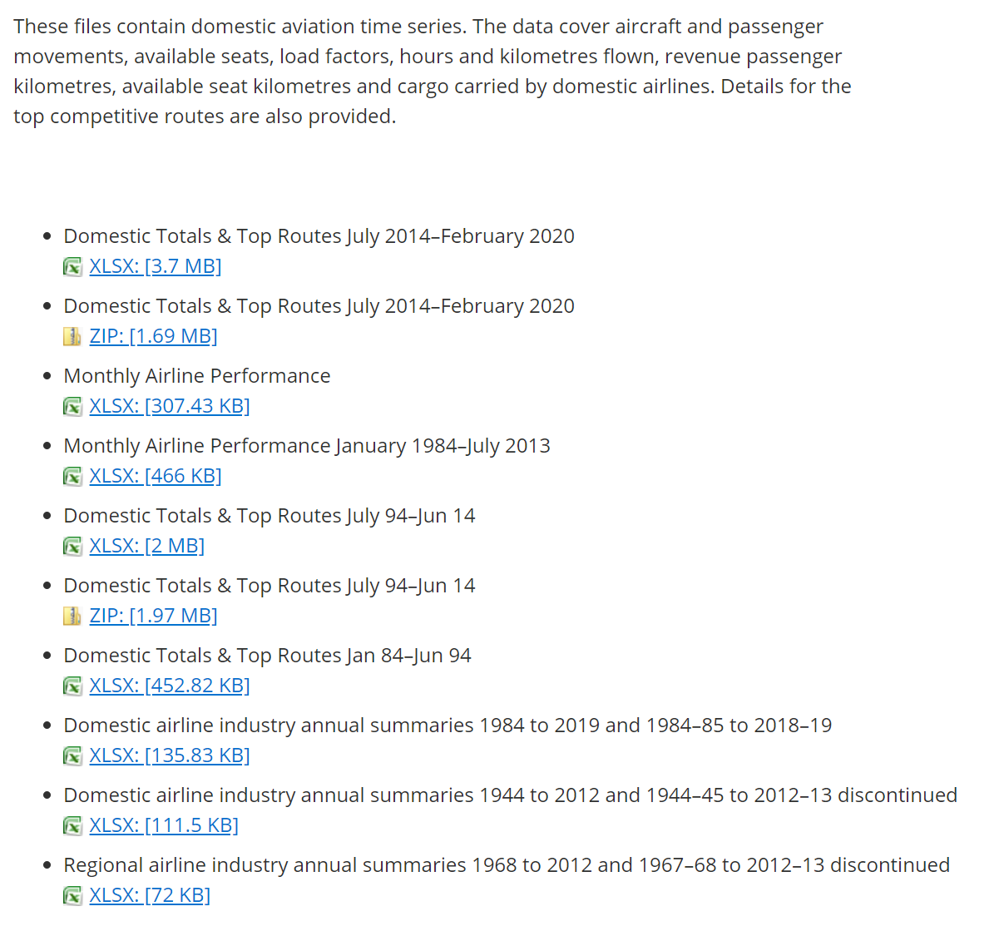 These files contain domestic aviation time series. The data cover aircraft and passenger
movements, available seats, load factors, hours and kilometres flown, revenue passenger
kilometres, available seat kilometres and cargo carried by domestic airlines. Details for the
top competitive routes are also provided.
• Domestic Totals & Top Routes July 2014–February 2020
XLSX: [3.7 MB]
• Domestic Totals & Top Routes July 2014–February 2020
ZIP: [1.69 MB]
• Monthly Airline Performance
XLSX: [307.43 KB]
• Monthly Airline Performance January 1984–July 2013
XLSX: [466 KB]
• Domestic Totals & Top Routes July 94–Jun 14
XLSX: [2 MB]
• Domestic Totals & Top Routes July 94–Jun 14
ZIP: [1.97 MB]
• Domestic Totals & Top Routes Jan 84–Jun 94
XLSX: [452.82 KB]
• Domestic airline industry annual summaries 1984 to 2019 and 1984–85 to 2018–19
XLSX: [135.83 KB]
• Domestic airline industry annual summaries 1944 to 2012 and 1944–45 to 2012–13 discontinued
XLSX: [111.5 KB]
• Regional airline industry annual summaries 1968 to 2012 and 1967–68 to 2012–13 discontinued
XLSX: [72 KB]